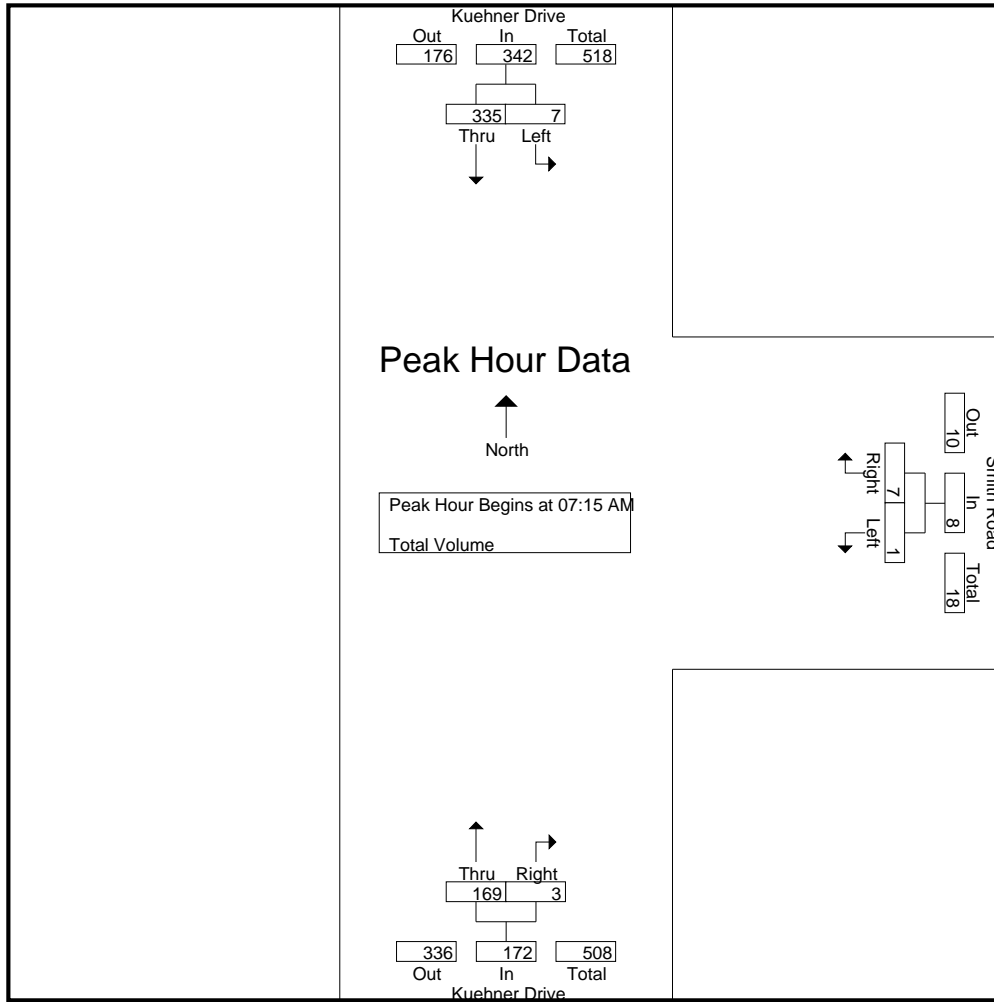 Kuehner Drive
Out In Total
176 342 518
335 7
Thru Left
Peak Hour Data
North
Peak Hour Begins at 07:15 AM
Total Volume
Smith Road
Out In Total
10 8 18
Right Left
7 1
Thru Right
169 3
336 172 508
Out In Total
Kuehner Drive